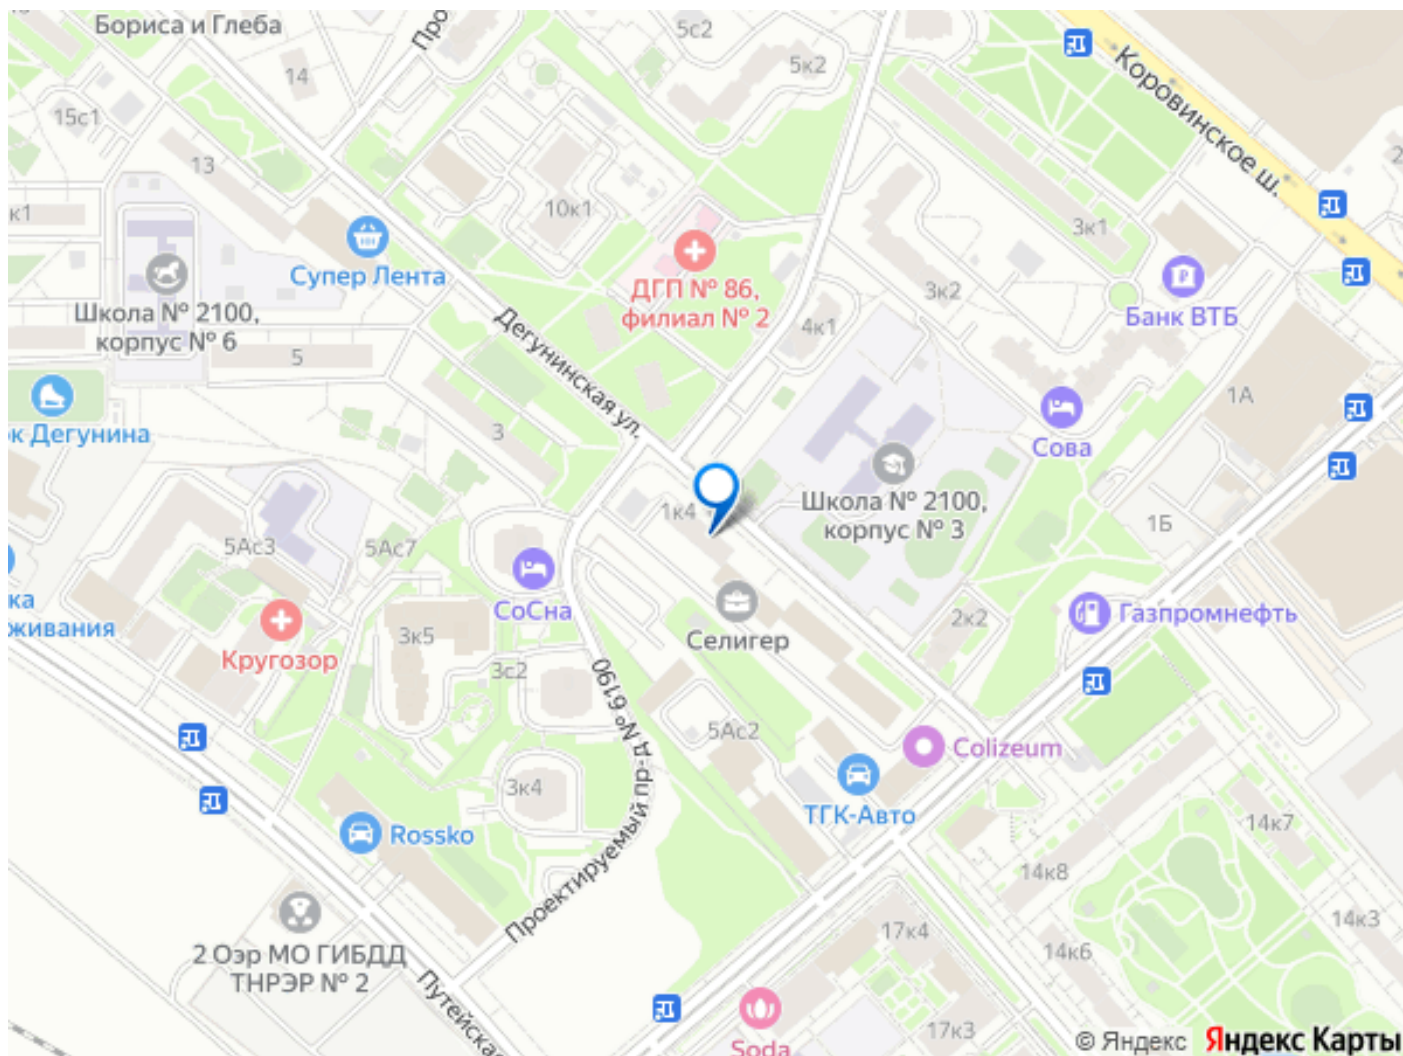 Бориса и Глеба
Про
5с2
5к2
14
15с1
Коровинское ш.
13
к1
10к1
3к1
2
Супер Лента
ДГП № 86,
филиал № 2
3к2
Банк ВТБ
Школа № 2100,
корпус № 6
4к1
5
Дегунинская ул.
1А
ок Дегунина
3
Сова
1к4
Школа № 2100,
корпус № 3
1Б
5Ас3
5Ас7
СоСна
ка
живания
3к5
Кругозор
Селигер
2к2
Газпромнефть
3с2
Проектируемый пр-д № 6190
5Ас2
Colizeum
3к4
ТГК-Авто
Rossko
14к7
14к8
2 Оэр МО ГИБДД
ТНРЭР № 2
Путейская
17к4
14к6
14к3
17к3
Soda
© Яндекс Яндекс Карты